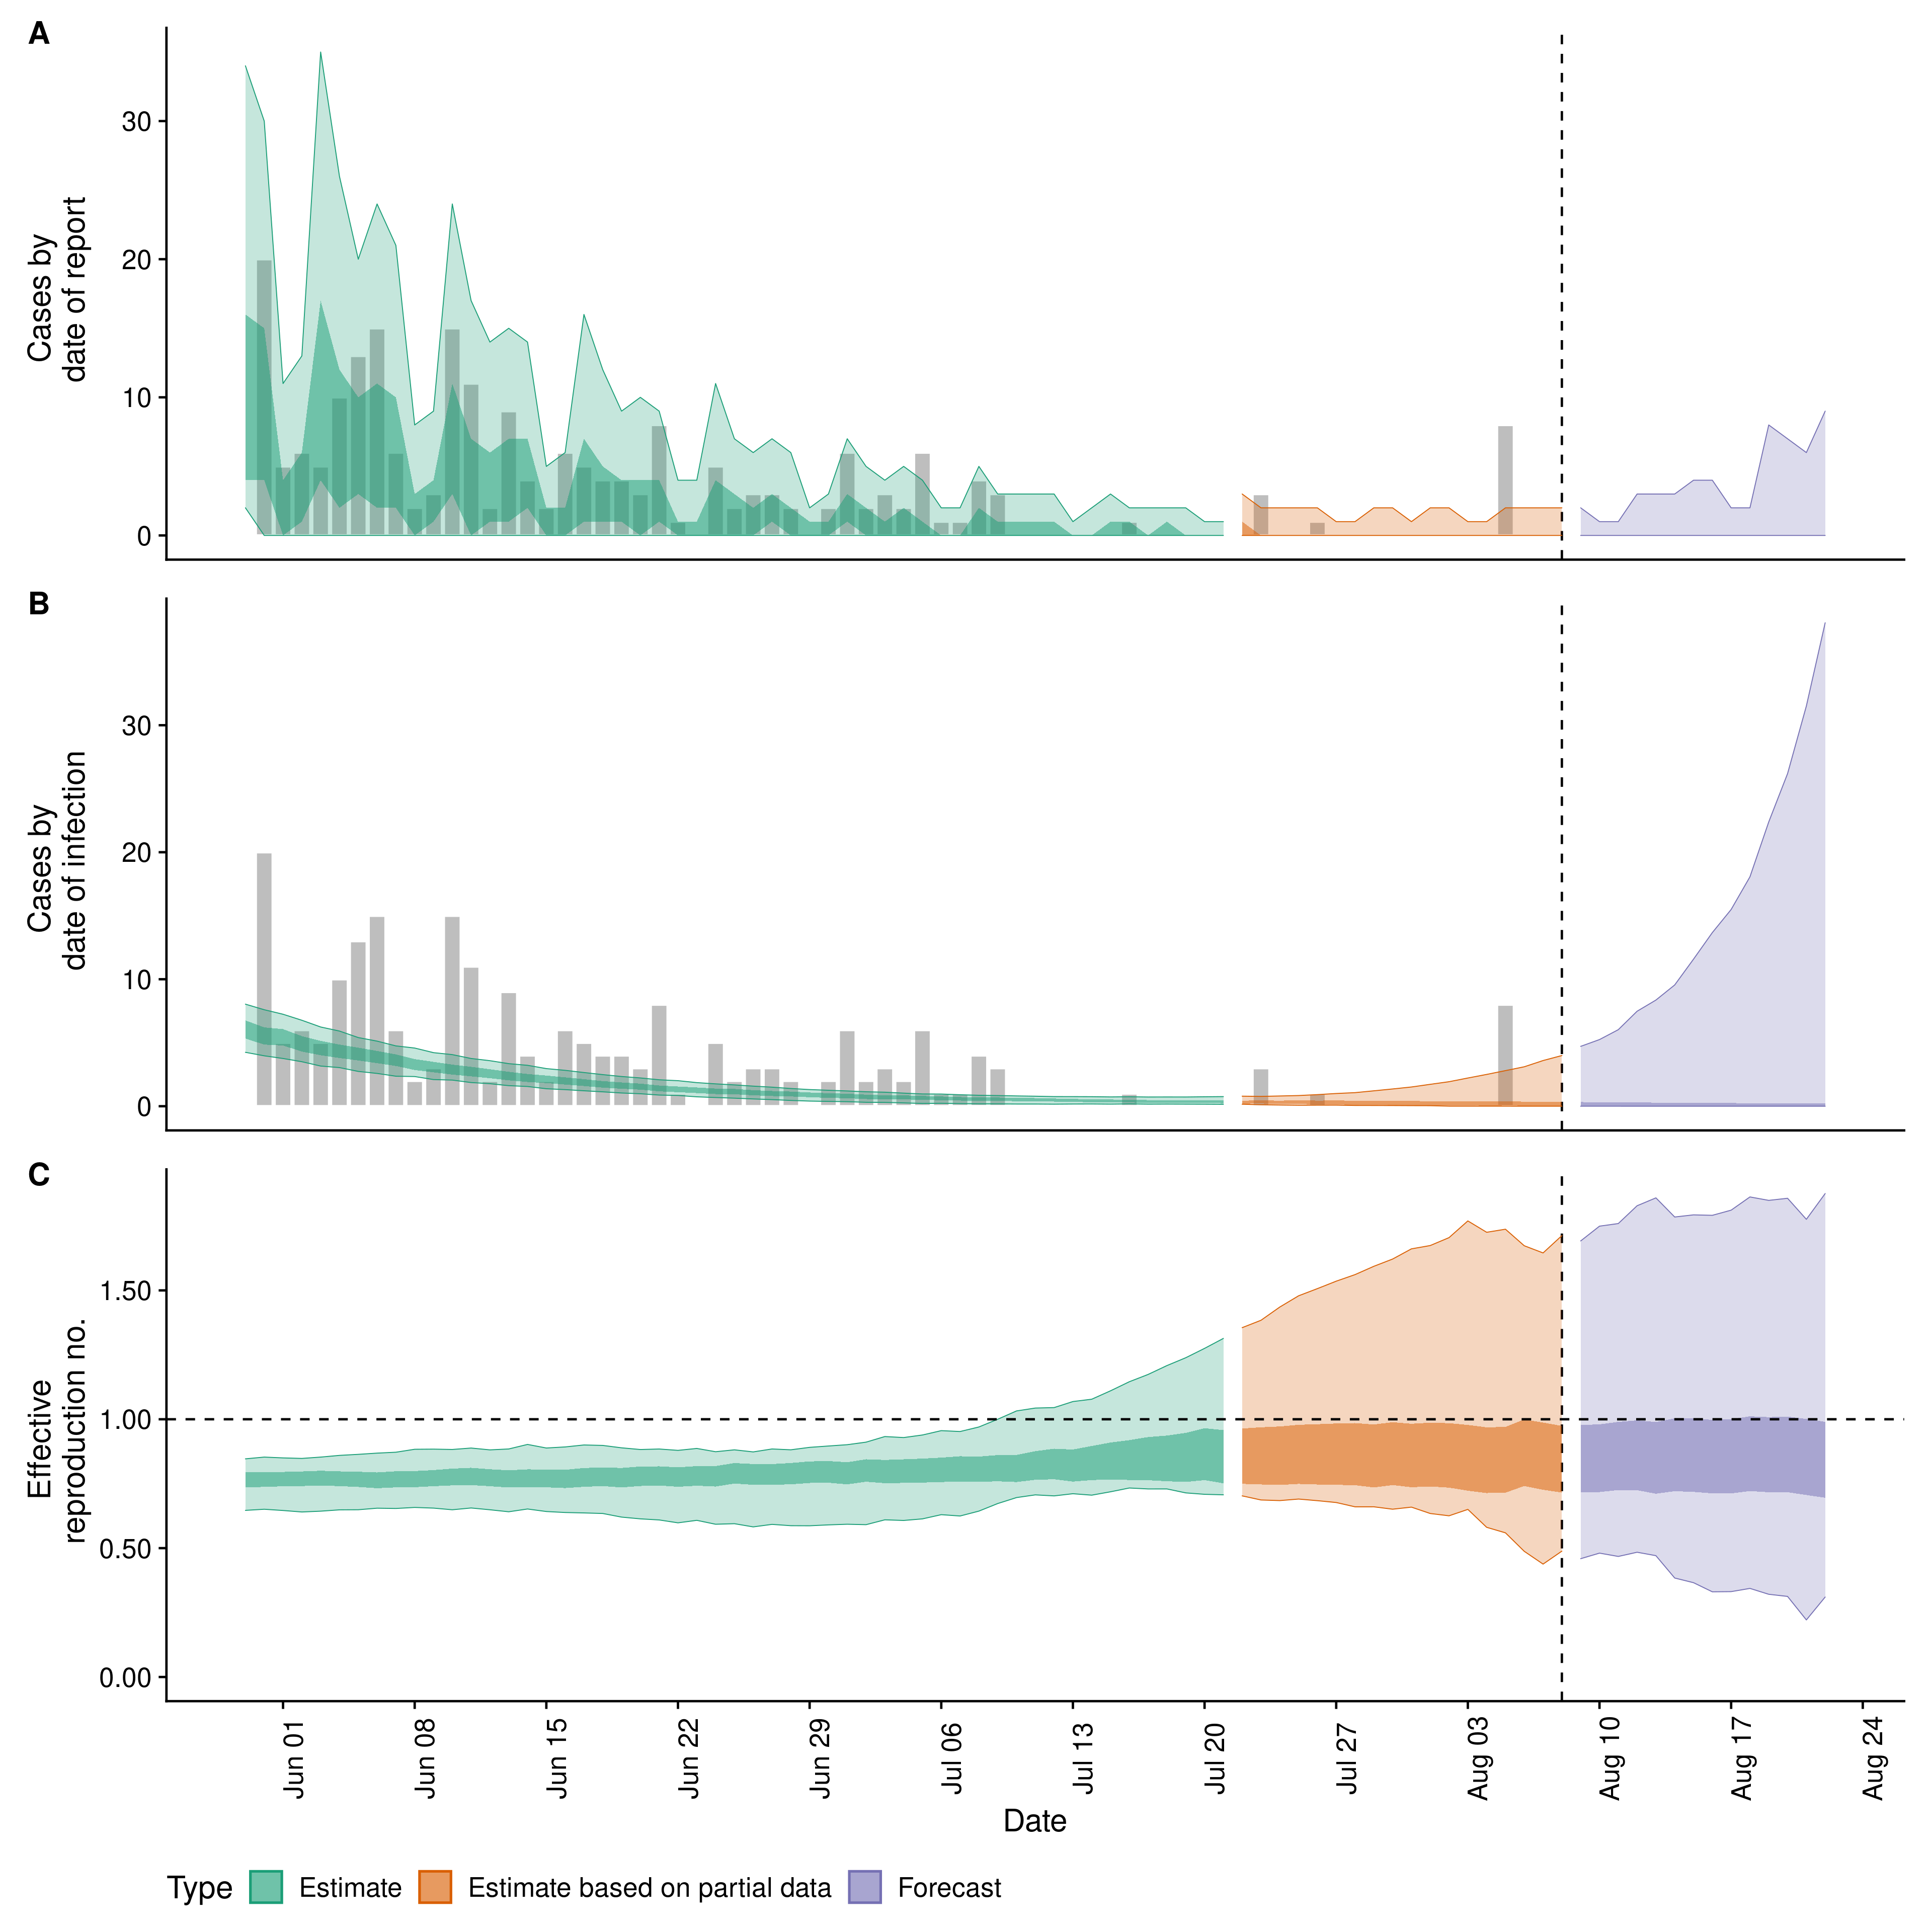 A
Cases by
date of report
30
20
10
0
B
Cases by
date of infection
30
20
10
0
C
Effective
reproduction no.
1.50
1.00
0.50
0.00
Jun 01
Jun 08
Jun 15
Jun 22
Jun 29
Jul 06
Jul 13
Jul 20
Jul 27
Aug 03
Aug 10
Aug 17
Aug 24
Date
Type Estimate Estimate based on partial data Forecast